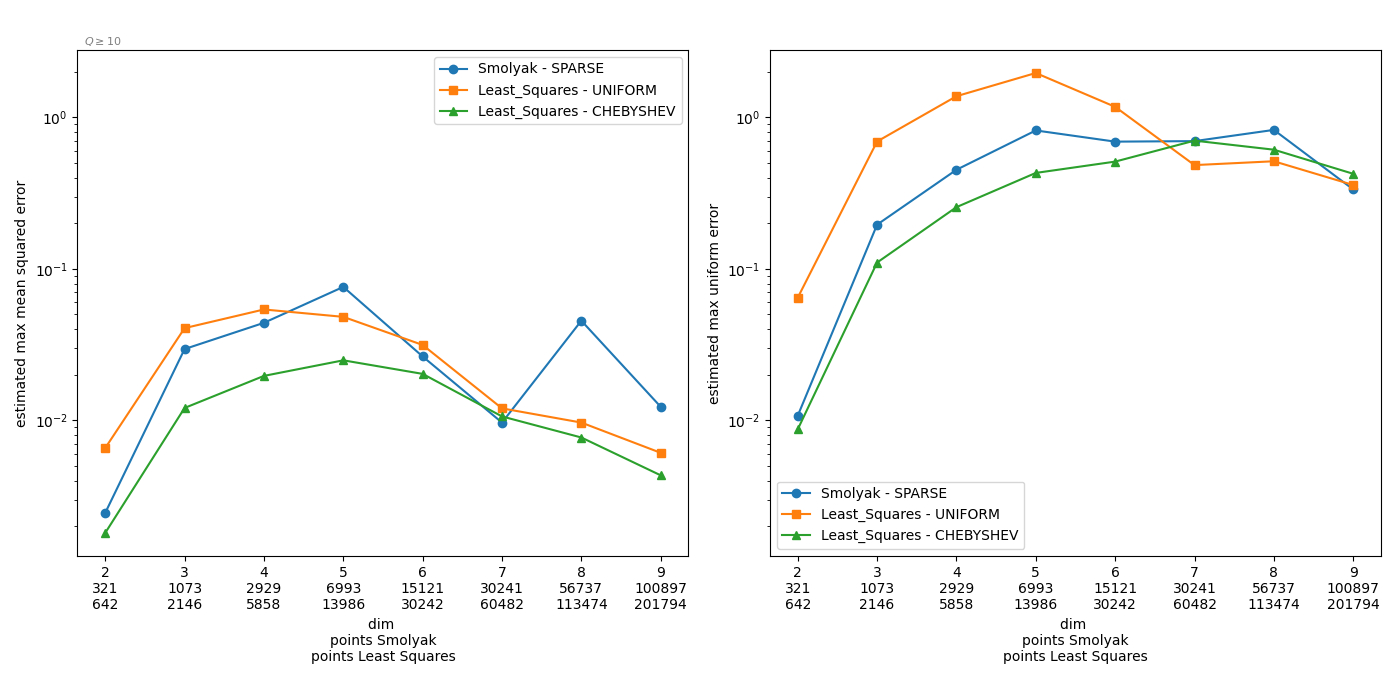 Q ≥ 10
estimated max mean squared error
10⁰
10⁻¹
10⁻²
Smolyak - SPARSE
Least_Squares - UNIFORM
Least_Squares - CHEBYSHEV
2 3 4 5 6 7 8 9
321 1073 2929 6993 15121 30241 56737 100897
642 2146 5858 13986 30242 60482 113474 201794
dim
points Smolyak
points Least Squares
estimated max uniform error
10⁰
10⁻¹
10⁻²
Smolyak - SPARSE
Least_Squares - UNIFORM
Least_Squares - CHEBYSHEV
2 3 4 5 6 7 8 9
321 1073 2929 6993 15121 30241 56737 100897
642 2146 5858 13986 30242 60482 113474 201794
dim
points Smolyak
points Least Squares